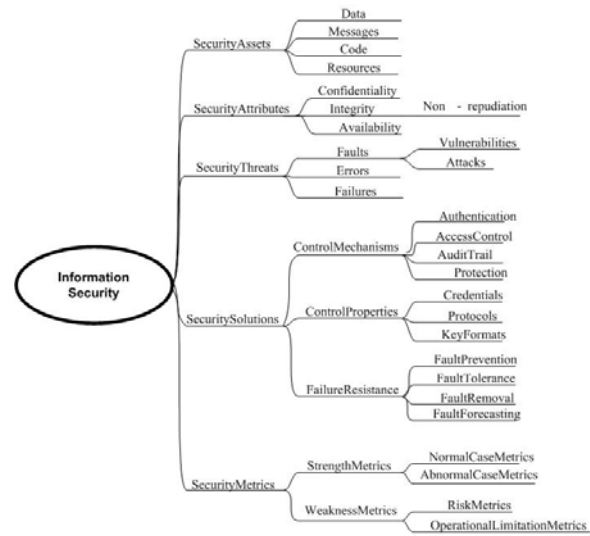 Information
Security
SecurityAssets
Data
Messages
Code
Resources
SecurityAttributes
Confidentiality
Integrity
Non - repudiation
Availability
SecurityThreats
Faults
Vulnerabilities
Attacks
Errors
Failures
SecuritySolutions
ControlMechanisms
Authentication
AccessControl
AuditTrail
Protection
ControlProperties
Credentials
Protocols
KeyFormats
FailureResistance
FaultPrevention
FaultTolerance
FaultRemoval
FaultForecasting
SecurityMetrics
StrengthMetrics
NormalCaseMetrics
AbnormalCaseMetrics
WeaknessMetrics
RiskMetrics
OperationalLimitationMetrics